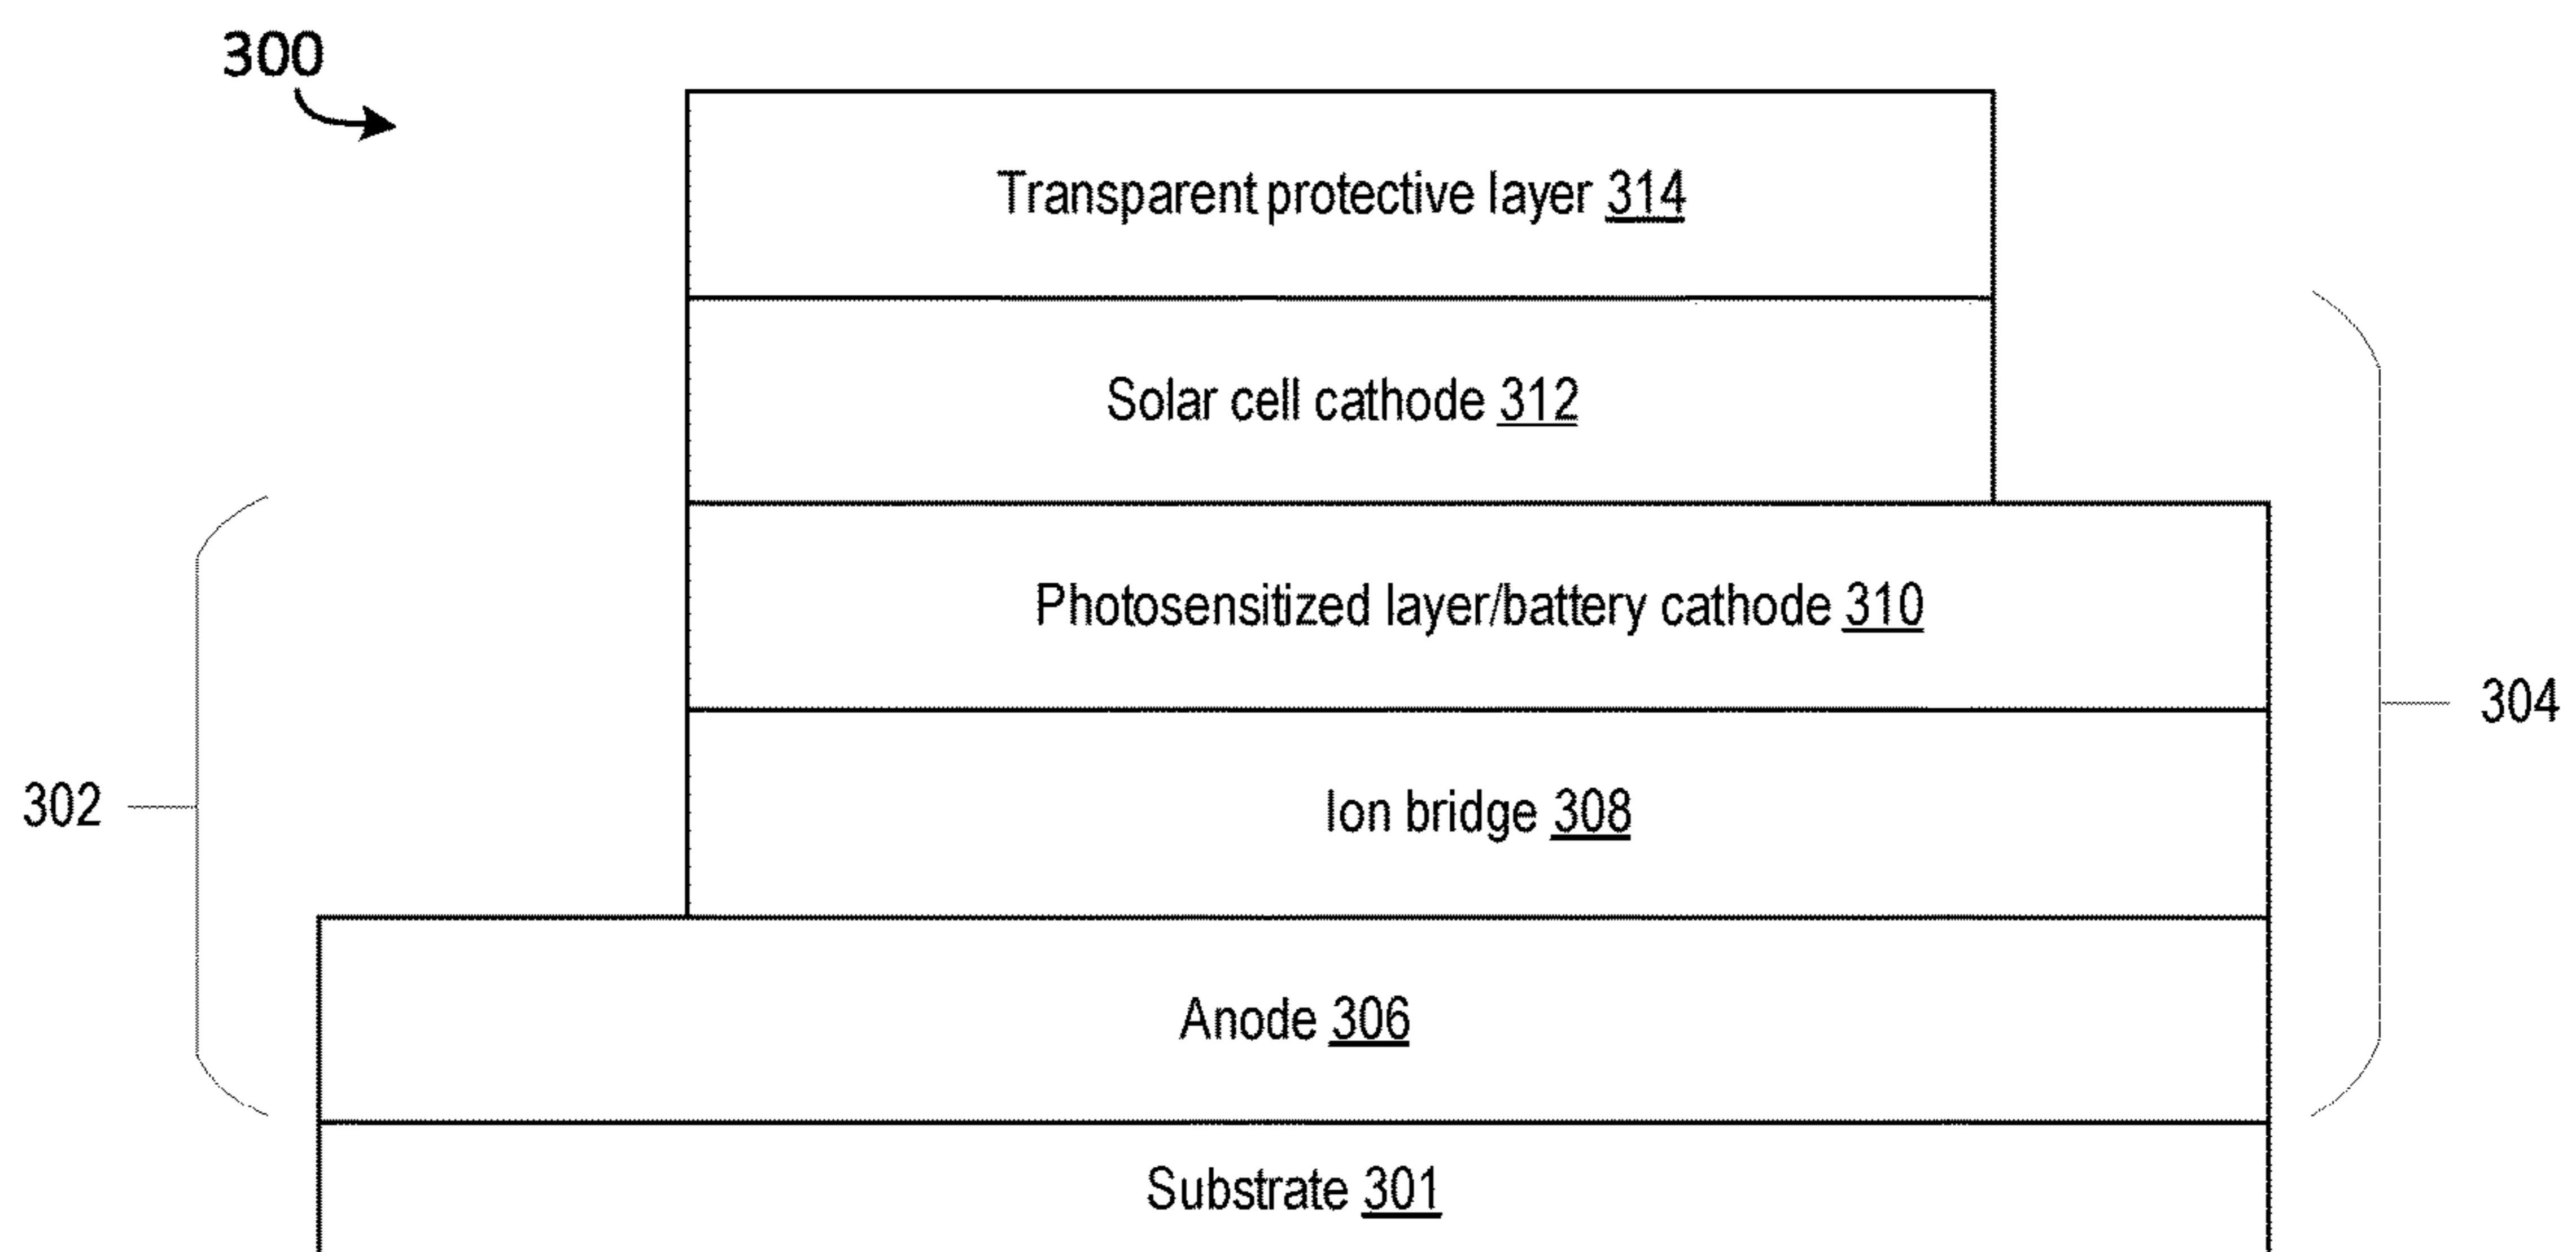 300
Transparent protective layer 314
Solar cell cathode 312
Photosensitized layer/battery cathode 310
304
302
Ion bridge 308
Anode 306
Substrate 301